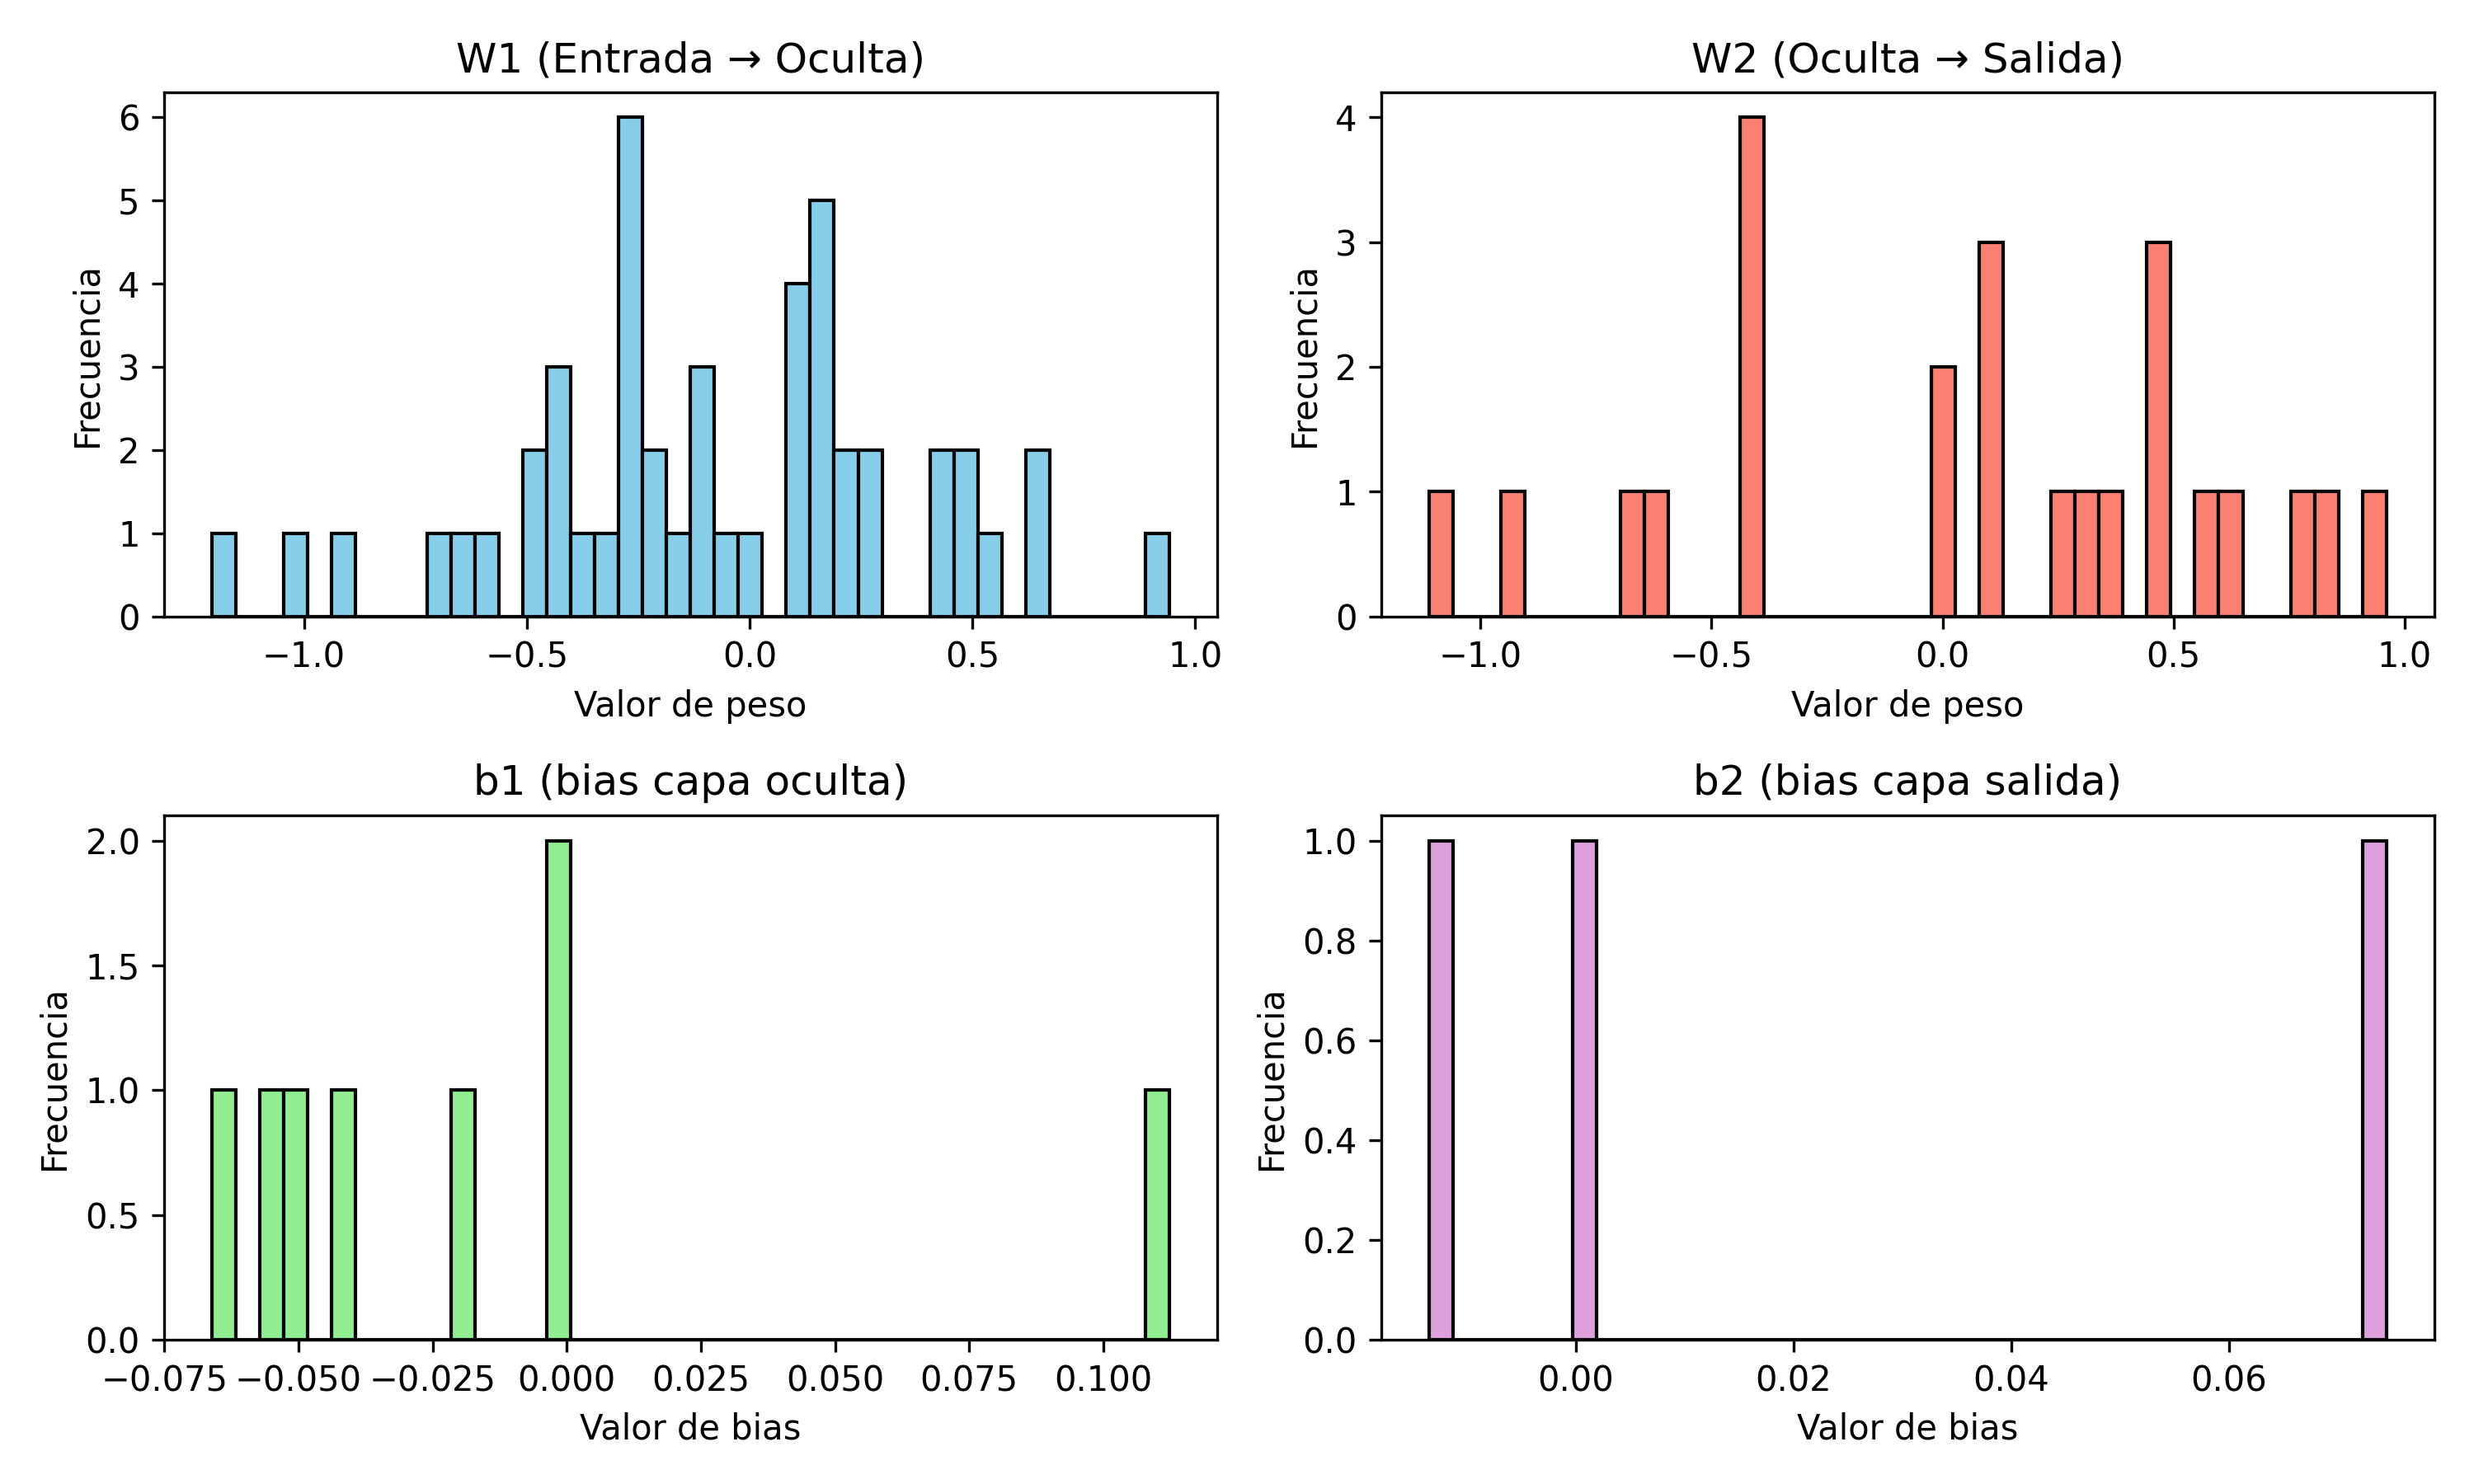 W1 (Entrada → Oculta)
Frecuencia
6
5
4
3
2
1
0
−1.0 −0.5 0.0 0.5 1.0
Valor de peso
W2 (Oculta → Salida)
Frecuencia
4
3
2
1
0
−1.0 −0.5 0.0 0.5 1.0
Valor de peso
b1 (bias capa oculta)
Frecuencia
2.0
1.5
1.0
0.5
0.0
−0.075 −0.050 −0.025 0.000 0.025 0.050 0.075 0.100
Valor de bias
b2 (bias capa salida)
Frecuencia
1.0
0.8
0.6
0.4
0.2
0.0
0.00 0.02 0.04 0.06
Valor de bias